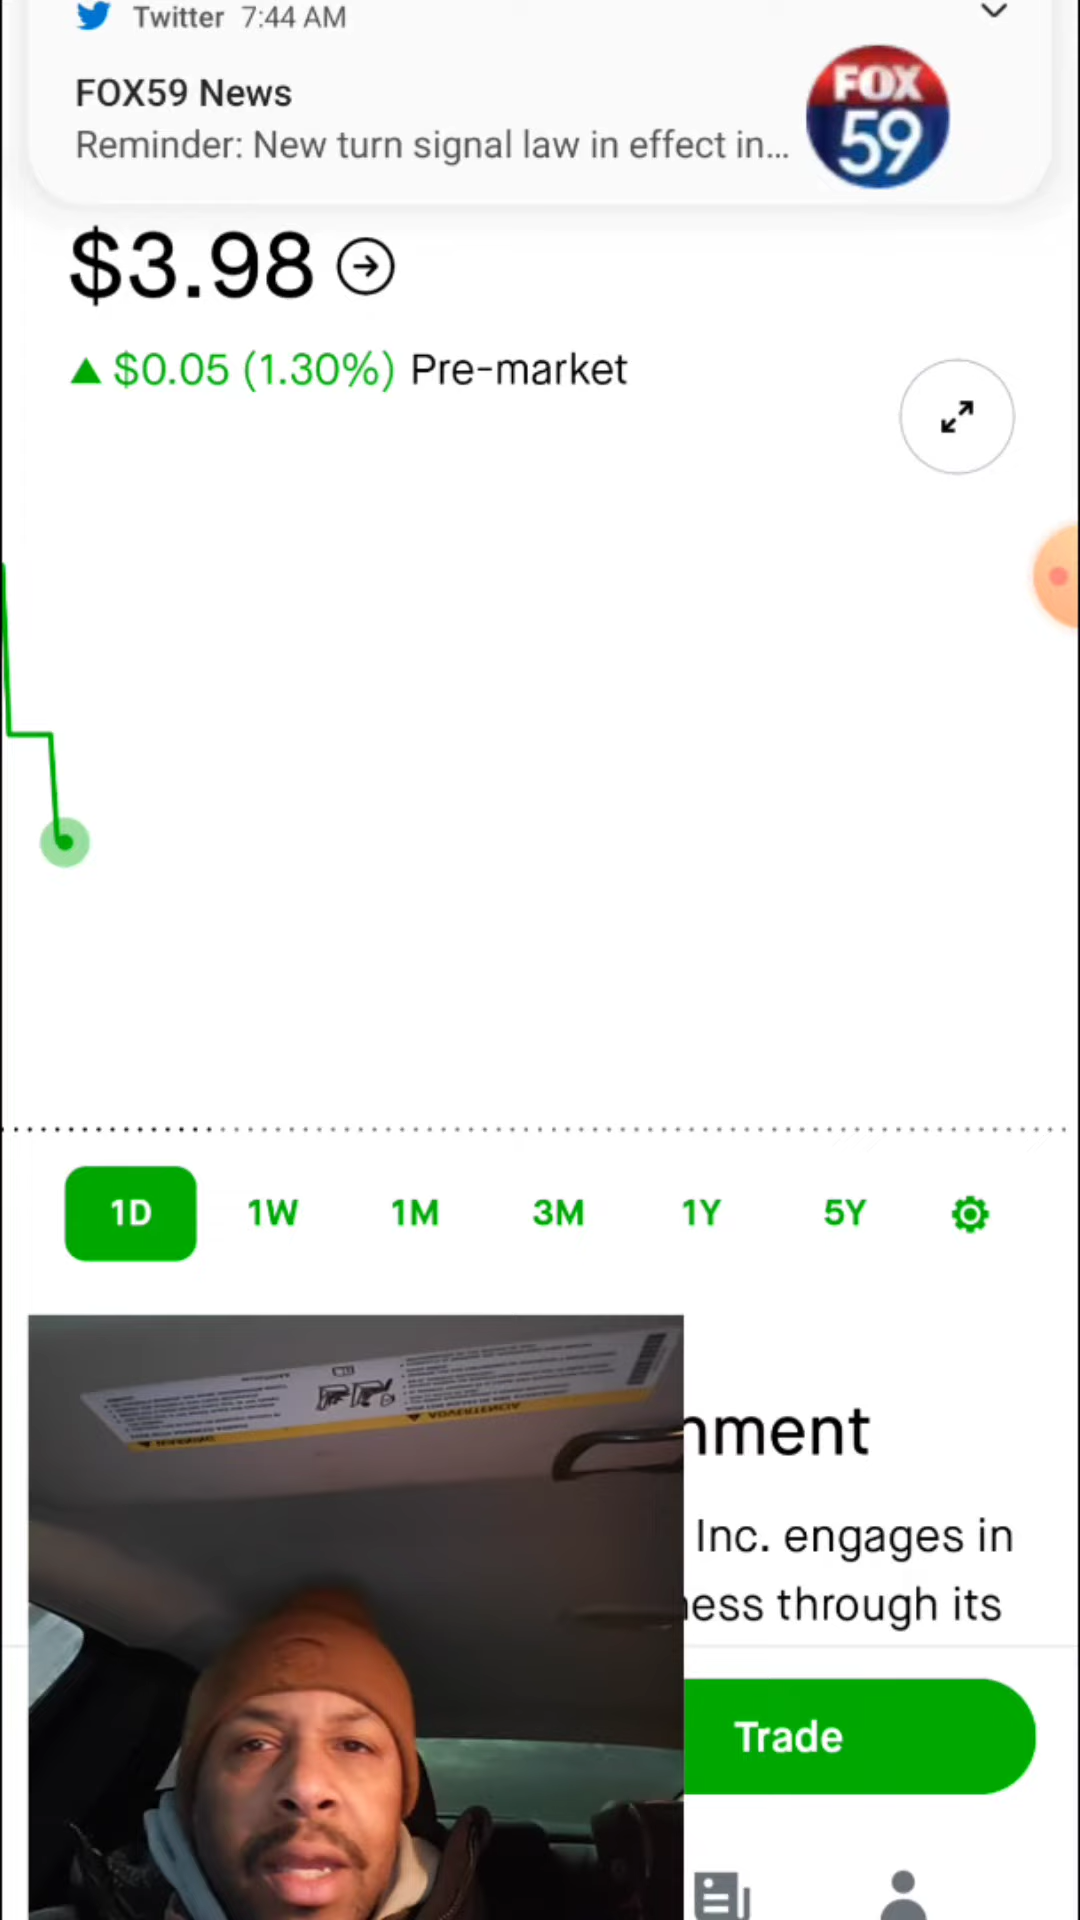 Twitter 7:44 AM
FOX59 News
Reminder: New turn signal law in effect in...
FOX
59
$3.98
$0.05 (1.30%) Pre-market
1D 1W 1M 3M 1Y 5Y
nment
Inc. engages in
ness through its
Trade